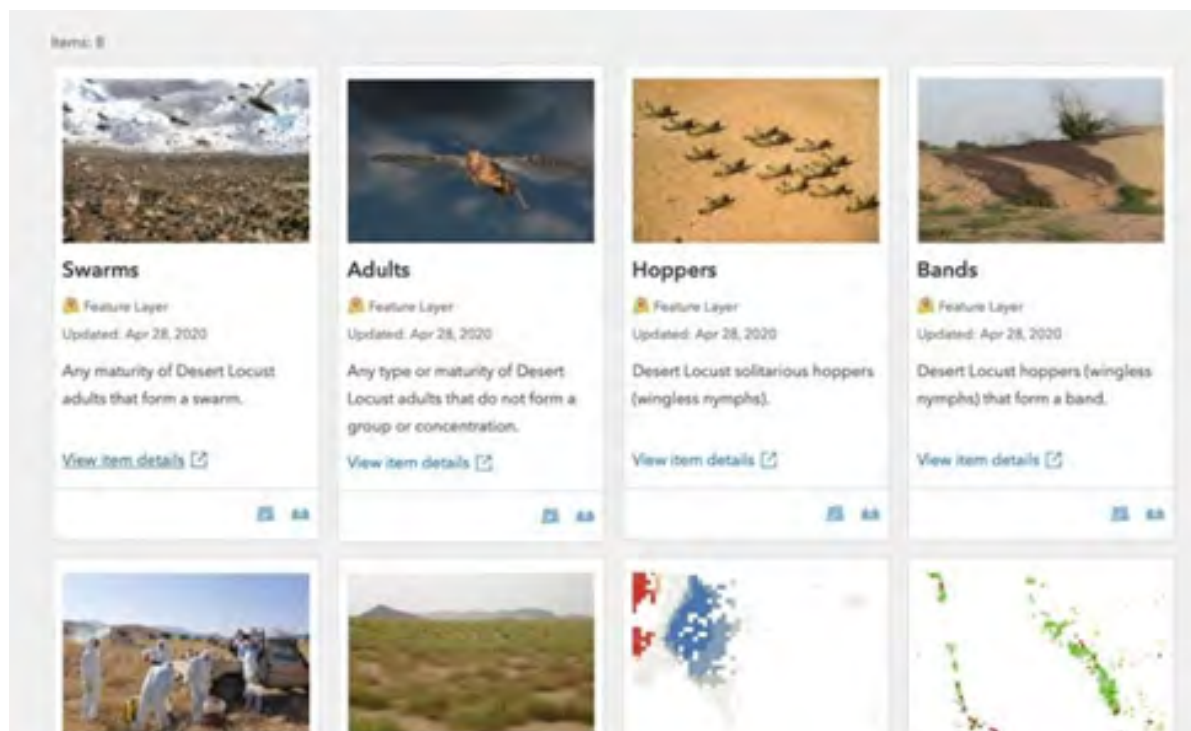 Items: 8
Swarms
Feature Layer
Updated: Apr 28, 2020
Any maturity of Desert Locust
adults that form a swarm.
View item details
Adults
Feature Layer
Updated: Apr 28, 2020
Any type or maturity of Desert
Locust adults that do not form a
group or concentration.
View item details
Hoppers
Feature Layer
Updated: Apr 28, 2020
Desert Locust solitarious hoppers
(wingless nymphs).
View item details
Bands
Feature Layer
Updated: Apr 28, 2020
Desert Locust hoppers (wingless
nymphs) that form a band.
View item details